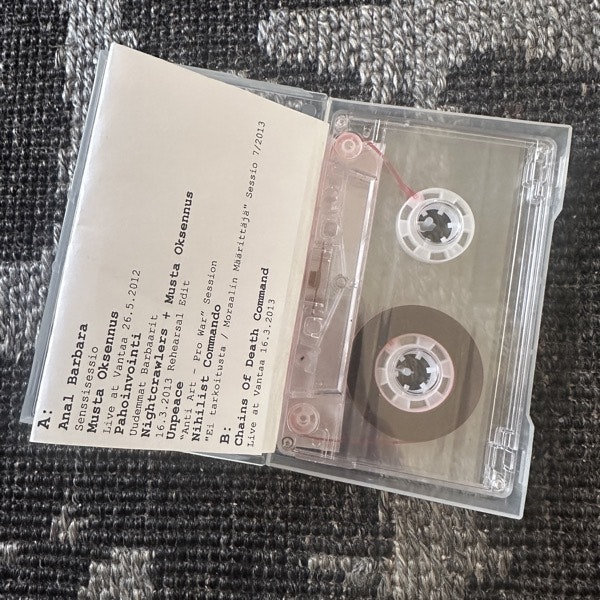 A:
Anal Barbara
Senssisessio
Musta Oksennus
Live at Vantaa 26.5.2012
Pahoinvointi
Uudemmat Barbaarit
Nightcrawlers + Musta Oksennus
16.3.2013 Rehearsal Edit
Unpeace
"Anti Art - Pro War" Session
Nihilist Commando
"Ei tarkoitusta / Moraalin Määrittäjä" Sessio 7/2013
B:
Chains Of Death Command
Live at Vantaa 16.3.2013